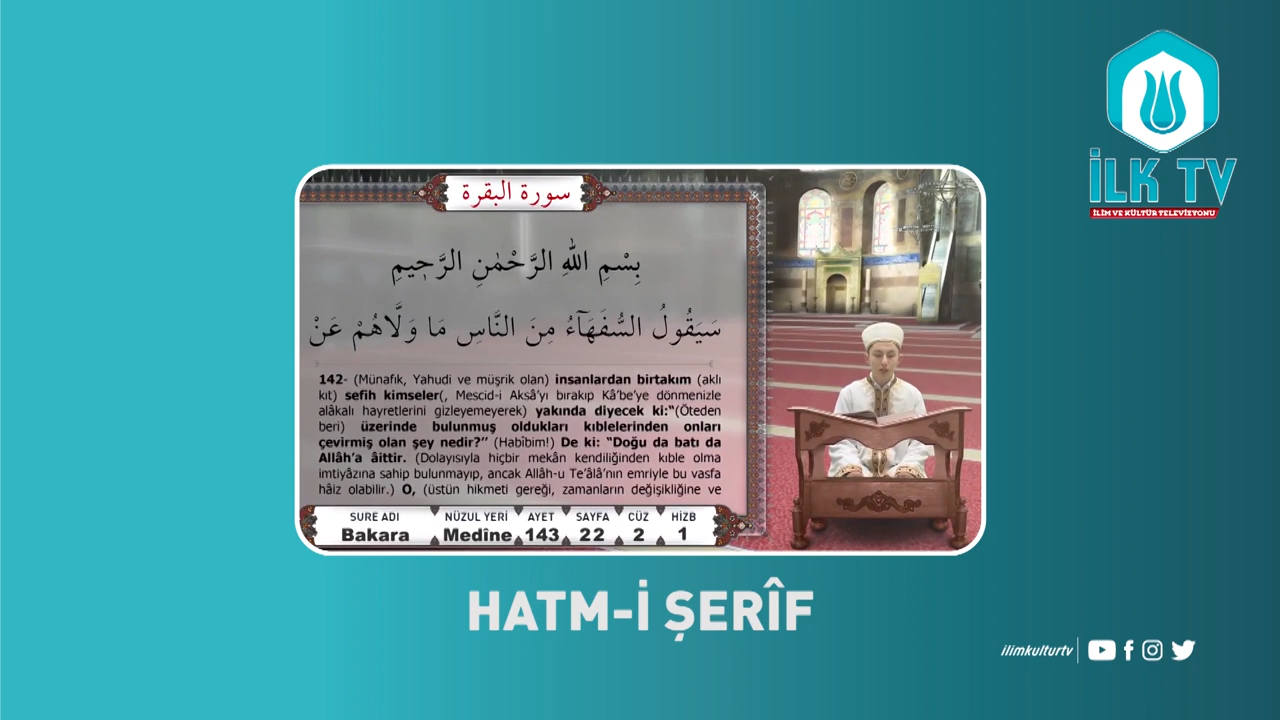 İLK TV
İLİM VE KÜLTÜR TELEVİZYONU
سورة البقرة
بِسْمِ اللّٰهِ الرَّحْمٰنِ الرَّحٖيمِ
سَيَقُولُ السُّفَهَٓاءُ مِنَ النَّاسِ مَا وَلَّاهُمْ عَنْ
142- (Münafık, Yahudi ve müşrik olan) insanlardan birtakım (aklı
kıt) sefih kimseler(, Mescid-i Aksâ'yı bırakıp Kâ'be'ye dönmenizle
alâkalı hayretlerini gizleyemeyerek) yakında diyecek ki:“(Öteden
beri) üzerinde bulunmuş oldukları kıblelerinden onları
çevirmiş olan şey nedir?” (Habîbim!) De ki: “Doğu da batı da
Allâh'a âittir. (Dolayısıyla hiçbir mekân kendiliğinden kıble olma
imtiyâzına sahip bulunmayıp, ancak Allâh-u Te'âlâ'nın emriyle bu vasfa
hâiz olabilir.) O, (üstün hikmeti gereği, zamanların değişikliğine ve
SURE ADI NÜZUL YERİ AYET SAYFA CÜZ HİZB
Bakara Medîne 143 22 2 1
HATM-İ ŞERÎF
ilimkulturtv